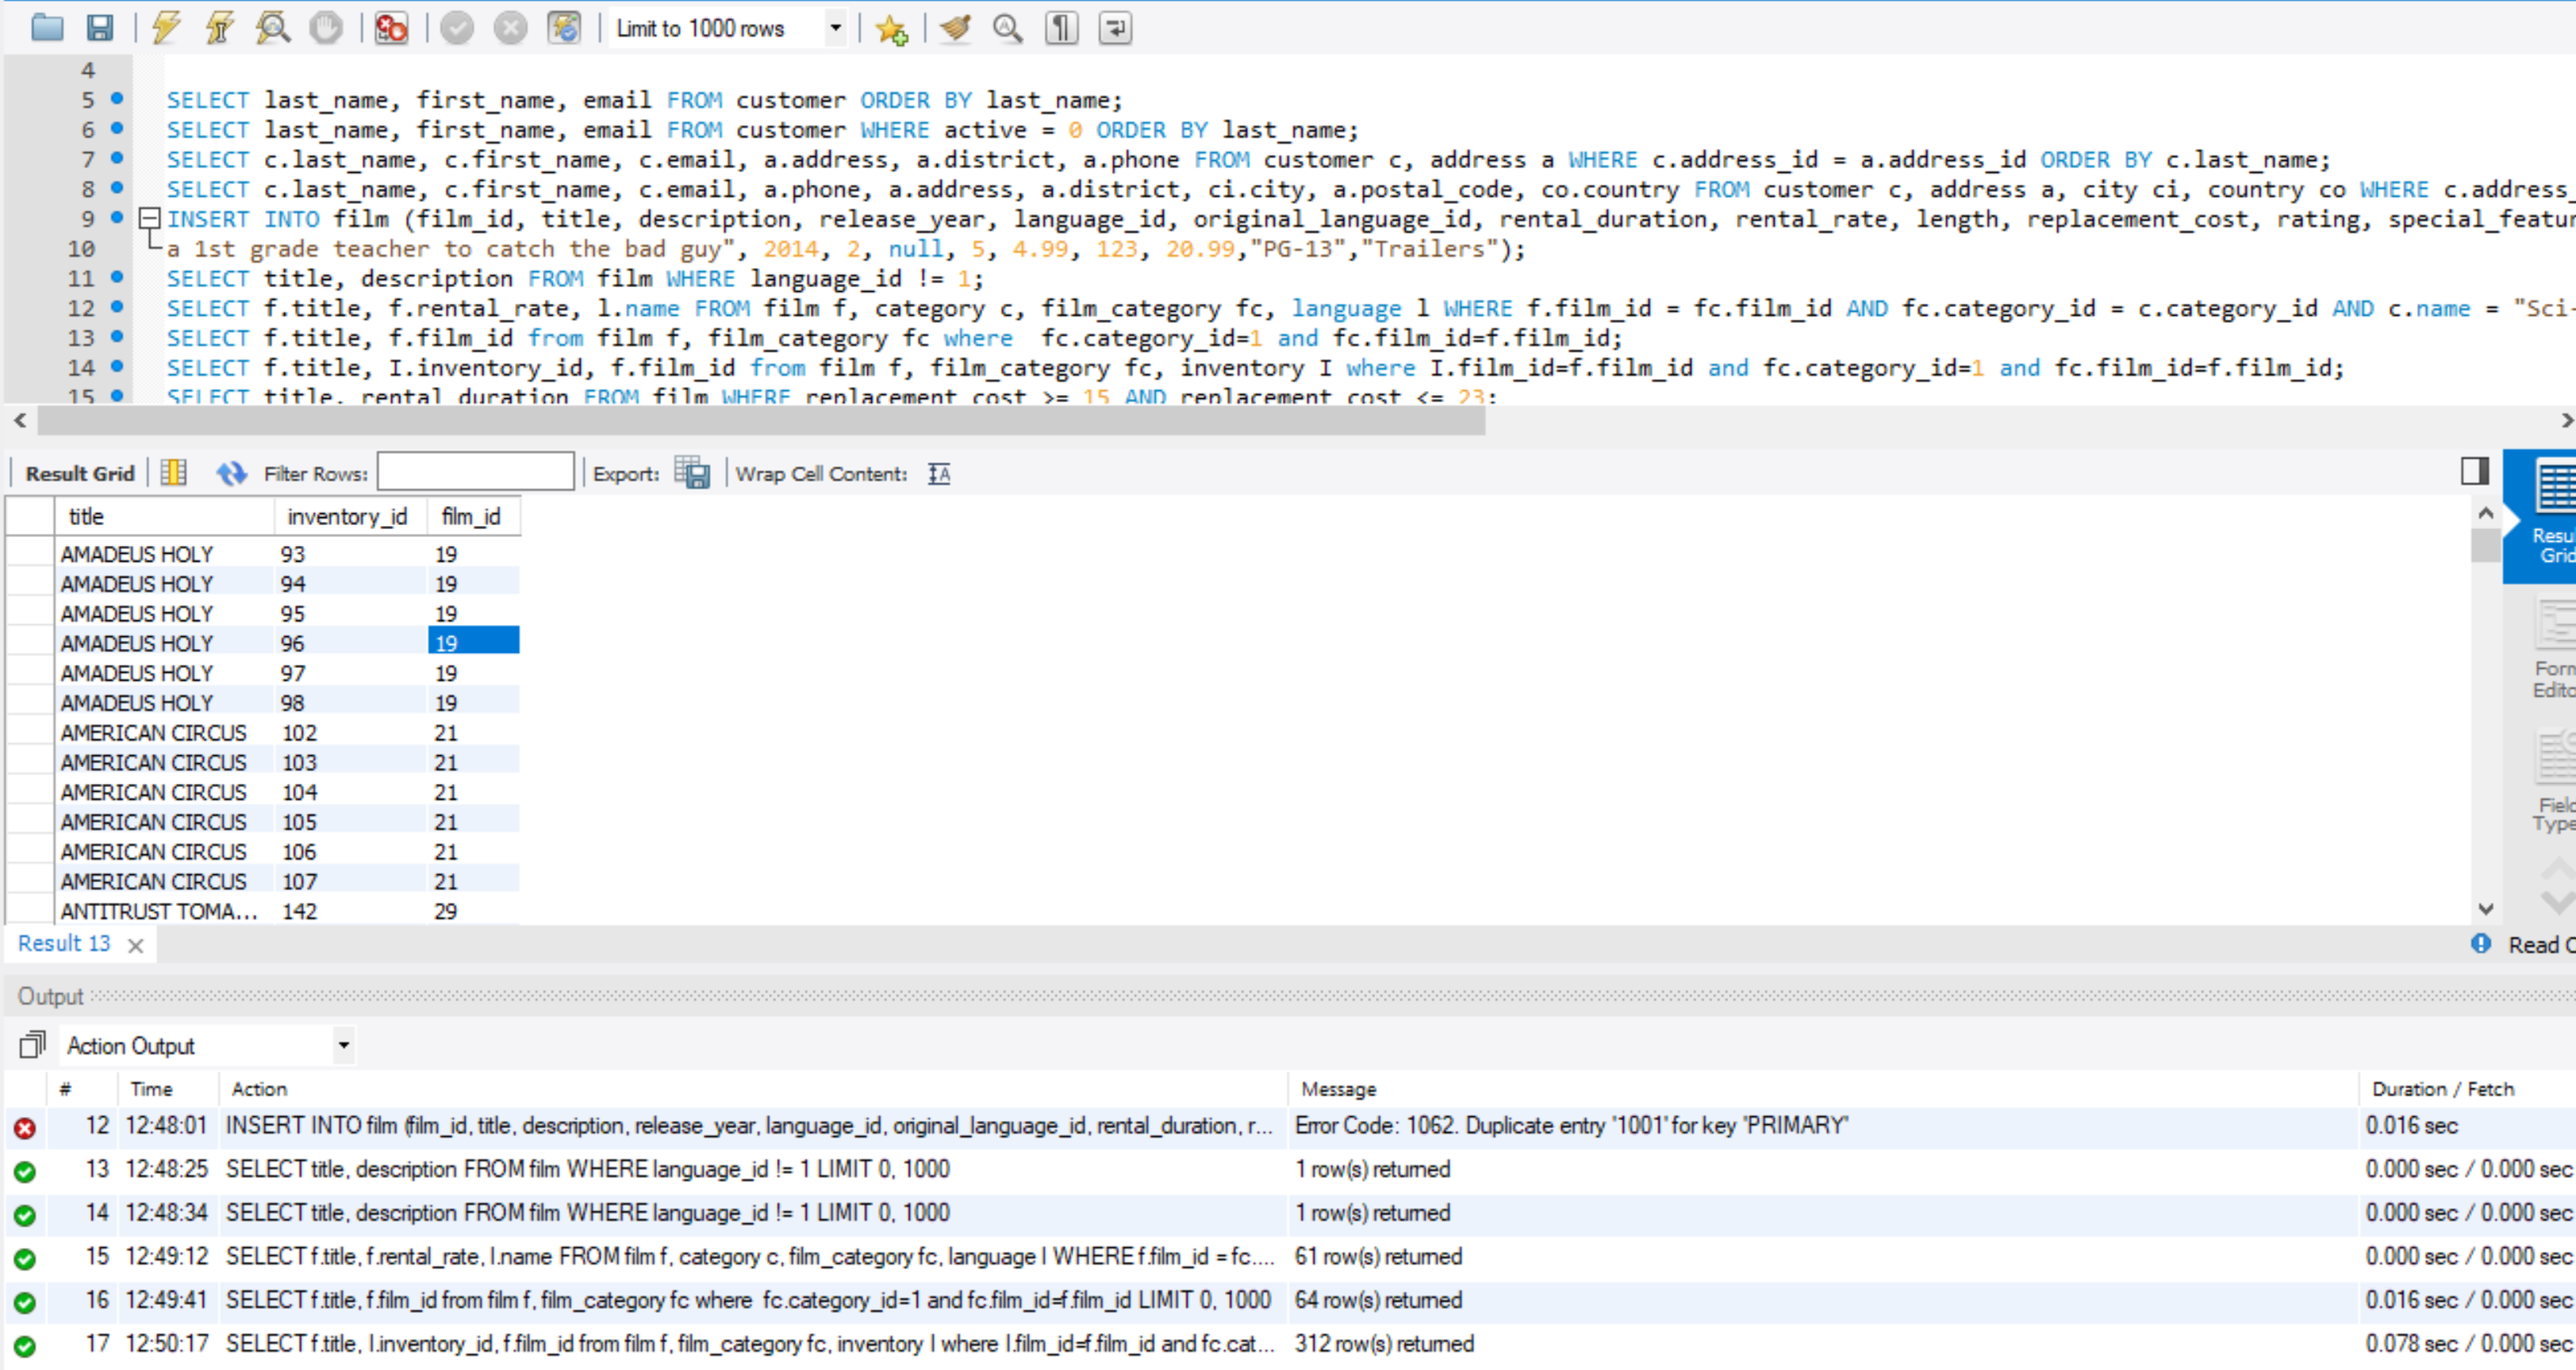 Limit to 1000 rows
4
5 SELECT last_name, first_name, email FROM customer ORDER BY last_name;
6 SELECT last_name, first_name, email FROM customer WHERE active = 0 ORDER BY last_name;
7 SELECT c.last_name, c.first_name, c.email, a.address, a.district, a.phone FROM customer c, address a WHERE c.address_id = a.address_id ORDER BY c.last_name;
8 SELECT c.last_name, c.first_name, c.email, a.phone, a.address, a.district, ci.city, a.postal_code, co.country FROM customer c, address a, city ci, country co WHERE c.address_
9 INSERT INTO film (film_id, title, description, release_year, language_id, original_language_id, rental_duration, rental_rate, length, replacement_cost, rating, special_featur
10 a 1st grade teacher to catch the bad guy", 2014, 2, null, 5, 4.99, 123, 20.99,"PG-13","Trailers");
11 SELECT title, description FROM film WHERE language_id != 1;
12 SELECT f.title, f.rental_rate, l.name FROM film f, category c, film_category fc, language l WHERE f.film_id = fc.film_id AND fc.category_id = c.category_id AND c.name = "Sci-
13 SELECT f.title, f.film_id from film f, film_category fc where  fc.category_id=1 and fc.film_id=f.film_id;
14 SELECT f.title, I.inventory_id, f.film_id from film f, film_category fc, inventory I where I.film_id=f.film_id and fc.category_id=1 and fc.film_id=f.film_id;
15 SELECT title, rental_duration FROM film WHERE replacement_cost >= 15 AND replacement_cost <= 23;
Result Grid Filter Rows: Export: Wrap Cell Content:
title inventory_id film_id
AMADEUS HOLY 93 19
AMADEUS HOLY 94 19
AMADEUS HOLY 95 19
AMADEUS HOLY 96 19
AMADEUS HOLY 97 19
AMADEUS HOLY 98 19
AMERICAN CIRCUS 102 21
AMERICAN CIRCUS 103 21
AMERICAN CIRCUS 104 21
AMERICAN CIRCUS 105 21
AMERICAN CIRCUS 106 21
AMERICAN CIRCUS 107 21
ANTITRUST TOMA... 142 29
Resul
Grid
Form
Edito
Field
Type
Result 13 Read O
Output
Action Output
# Time Action Message Duration / Fetch
12 12:48:01 INSERT INTO film (film_id, title, description, release_year, language_id, original_language_id, rental_duration, r... Error Code: 1062. Duplicate entry '1001' for key 'PRIMARY' 0.016 sec
13 12:48:25 SELECT title, description FROM film WHERE language_id != 1 LIMIT 0, 1000 1 row(s) returned 0.000 sec / 0.000 sec
14 12:48:34 SELECT title, description FROM film WHERE language_id != 1 LIMIT 0, 1000 1 row(s) returned 0.000 sec / 0.000 sec
15 12:49:12 SELECT f.title, f.rental_rate, l.name FROM film f, category c, film_category fc, language l WHERE f.film_id = fc.... 61 row(s) returned 0.000 sec / 0.000 sec
16 12:49:41 SELECT f.title, f.film_id from film f, film_category fc where  fc.category_id=1 and fc.film_id=f.film_id LIMIT 0, 1000 64 row(s) returned 0.016 sec / 0.000 sec
17 12:50:17 SELECT f.title, I.inventory_id, f.film_id from film f, film_category fc, inventory I where I.film_id=f.film_id and fc.cat... 312 row(s) returned 0.078 sec / 0.000 sec